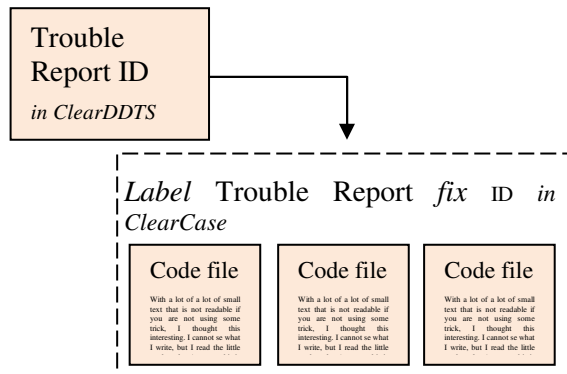 Trouble
Report ID
in ClearDDTS
Label Trouble Report fix ID in
ClearCase
Code file
With a lot of a lot of small
text that is not readable if
you are not using some
trick, I thought this
interesting. I cannot se what
I write, but I read the little
Code file
With a lot of a lot of small
text that is not readable if
you are not using some
trick, I thought this
interesting. I cannot se what
I write, but I read the little
Code file
With a lot of a lot of small
text that is not readable if
you are not using some
trick, I thought this
interesting. I cannot se what
I write, but I read the little